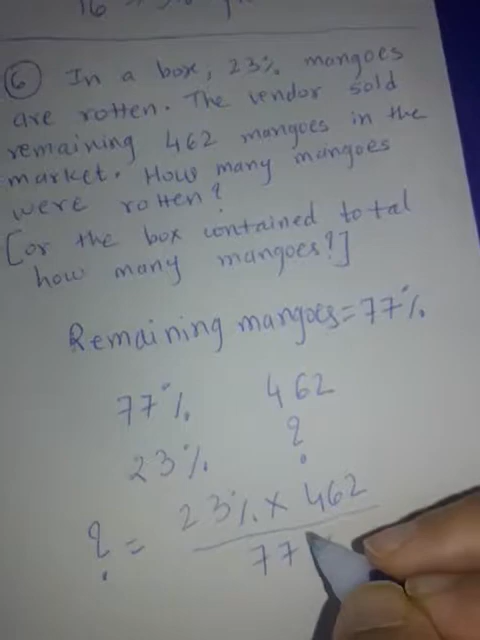 6 In a box, 23% mangoes
are rotten. The vendor sold
remaining 462 mangoes in the
market. How many mangoes
were rotten?
[or the box contained total
how many mangoes?]
Remaining mangoes = 77%
77% 462
23% ?
? = 23% × 462
77